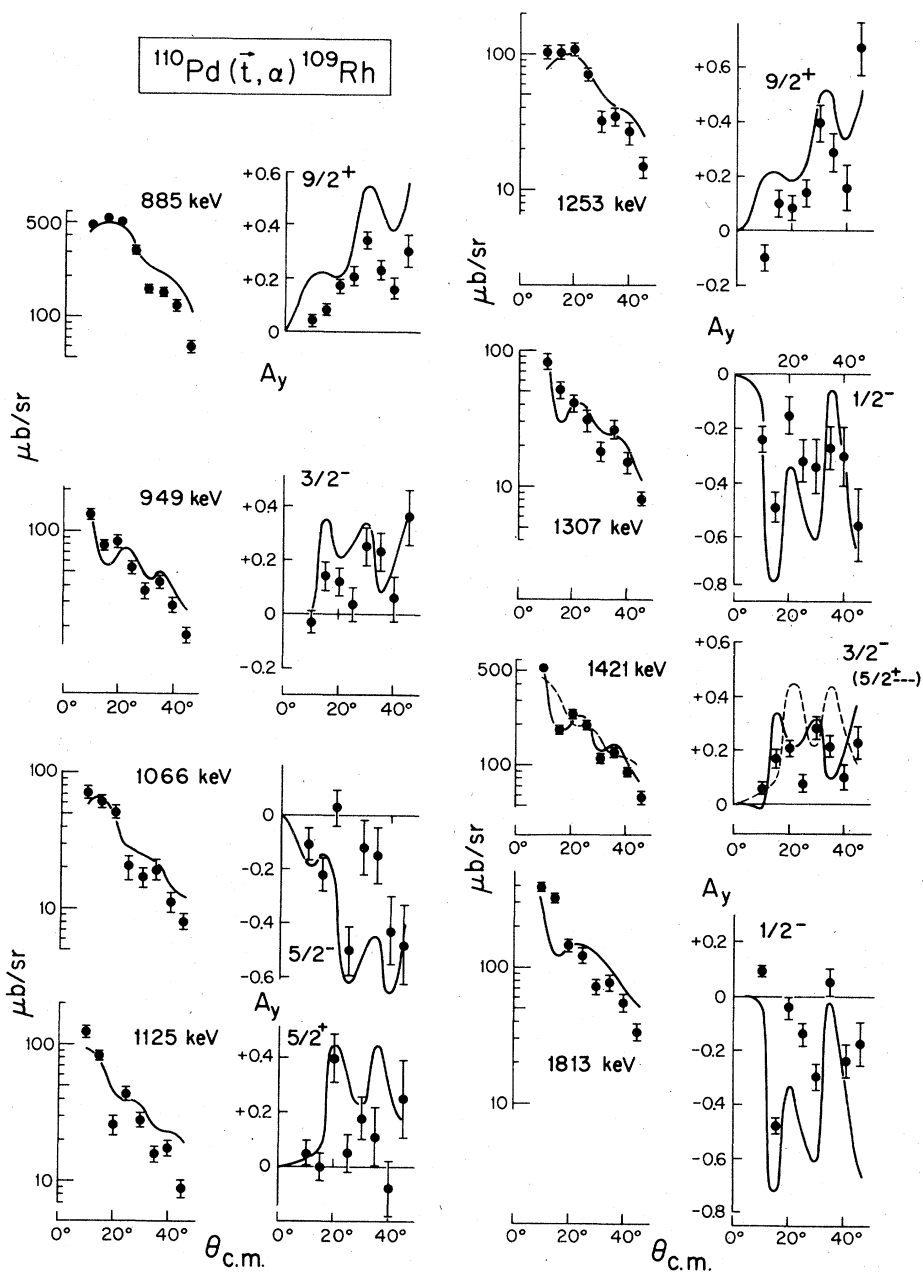 ¹¹⁰Pd(t⃗,α)¹⁰⁹Rh
885 keV
500
100
9/2⁺
+0.6
+0.4
+0.2
0
A_y
μb/sr
949 keV
100
0° 20° 40°
3/2⁻
+0.4
+0.2
0
-0.2
0° 20° 40°
1066 keV
100
10
μb/sr
0
-0.2
-0.4
-0.6
5/2⁻
A_y
1125 keV
100
10
0° 20° 40°
5/2⁺
+0.4
+0.2
0
0° 20° 40°
θc.m.
100
10
1253 keV
μb/sr
0° 20° 40°
9/2⁺
+0.6
+0.4
+0.2
0
-0.2
A_y
100
10
1307 keV
20° 40°
0
-0.2
-0.4
-0.6
-0.8
1/2⁻
0° 20° 40°
0° 20° 40°
1421 keV
500
100
0° 20° 40°
μb/sr
+0.6
+0.4
+0.2
0
3/2⁻
(5/2⁺---)
0° 20° 40°
A_y
100
10
1813 keV
0° 20° 40°
1/2⁻
+0.2
0
-0.2
-0.4
-0.6
-0.8
0° 20° 40°
θc.m.